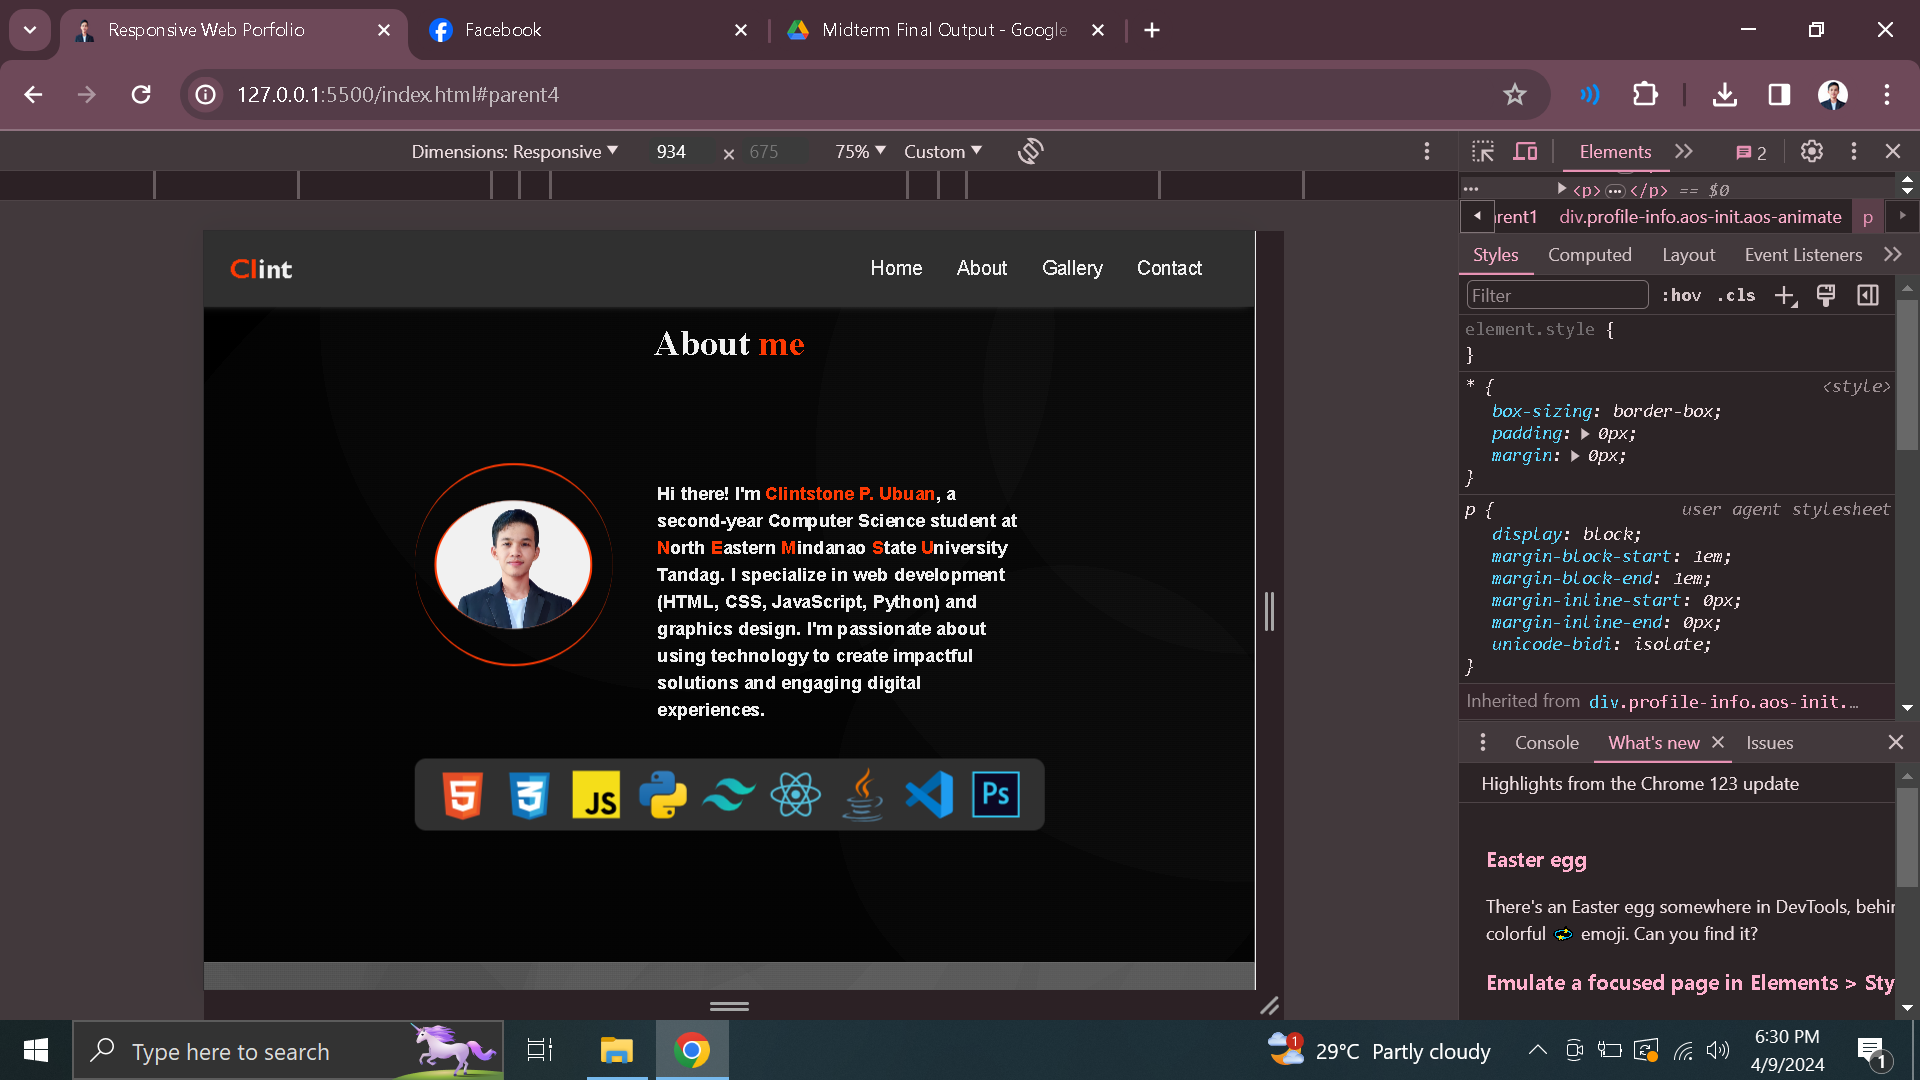 Responsive Web Porfolio
Facebook
Midterm Final Output - Google
127.0.0.1:5500/index.html#parent4
Dimensions: Responsive
934 × 675
75%
Custom
Elements
2
<p> ... </p> == $0
rent1 div.profile-info.aos-init.aos-animate p
Styles Computed Layout Event Listeners
Filter :hov .cls
element.style {
}
* { <style>
box-sizing: border-box;
padding: 0px;
margin: 0px;
}
p { user agent stylesheet
display: block;
margin-block-start: 1em;
margin-block-end: 1em;
margin-inline-start: 0px;
margin-inline-end: 0px;
unicode-bidi: isolate;
}
Inherited from div.profile-info.aos-init.…
Console What's new Issues
Highlights from the Chrome 123 update
Easter egg
There's an Easter egg somewhere in DevTools, behin
colorful emoji. Can you find it?
Emulate a focused page in Elements > Sty
Clint
Home About Gallery Contact
About me
Hi there! I'm Clintstone P. Ubuan, a
second-year Computer Science student at
North Eastern Mindanao State University
Tandag. I specialize in web development
(HTML, CSS, JavaScript, Python) and
graphics design. I'm passionate about
using technology to create impactful
solutions and engaging digital
experiences.
5 3 JS Ps
Type here to search
1
29°C Partly cloudy
6:30 PM
4/9/2024
1